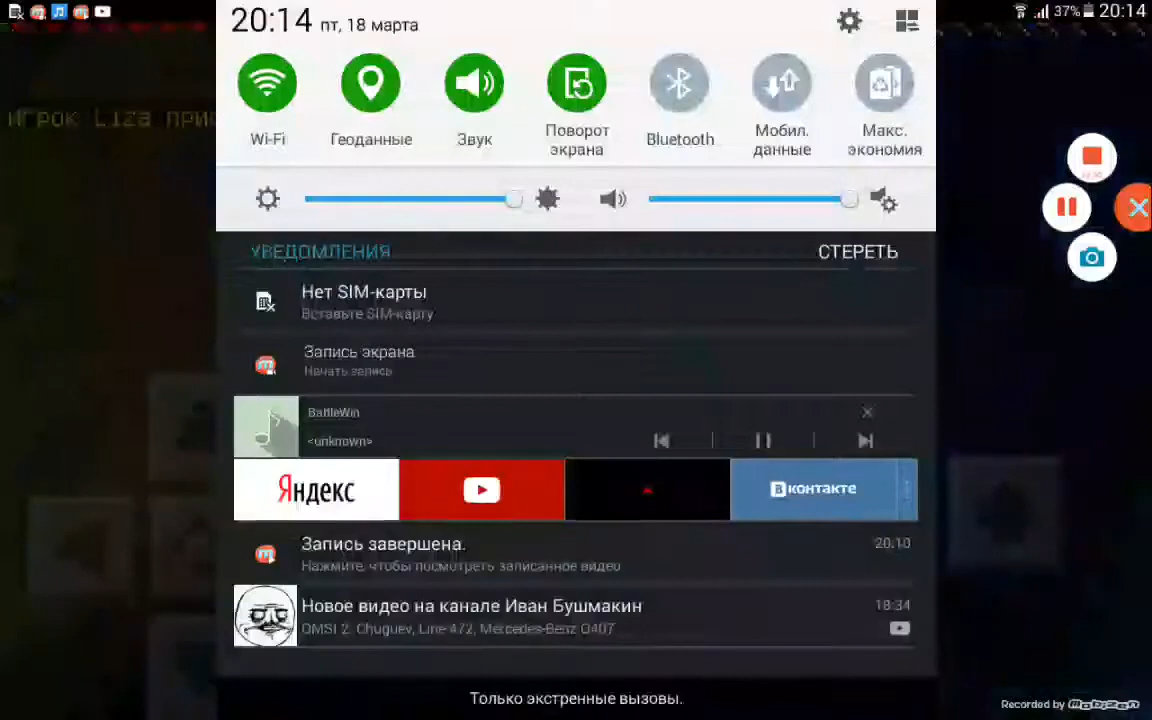 20:14 пт, 18 марта
37% 20:14
Игрок Liza
Wi-Fi
Геоданные
Звук
Поворот
экрана
Bluetooth
Мобил.
данные
Макс.
экономия
УВЕДОМЛЕНИЯ
СТЕРЕТЬ
Нет SIM-карты
Вставьте SIM-карту
Запись экрана
Начать запись
BattleWin
<unknown>
Яндекс
Вконтакте
Запись завершена.
20:10
Нажмите, чтобы посмотреть записанное видео
Новое видео на канале Иван Бушмакин
18:34
OMSI 2. Chuguev, Line 472, Mercedes-Benz O407
Только экстренные вызовы.
Recorded by mobizen